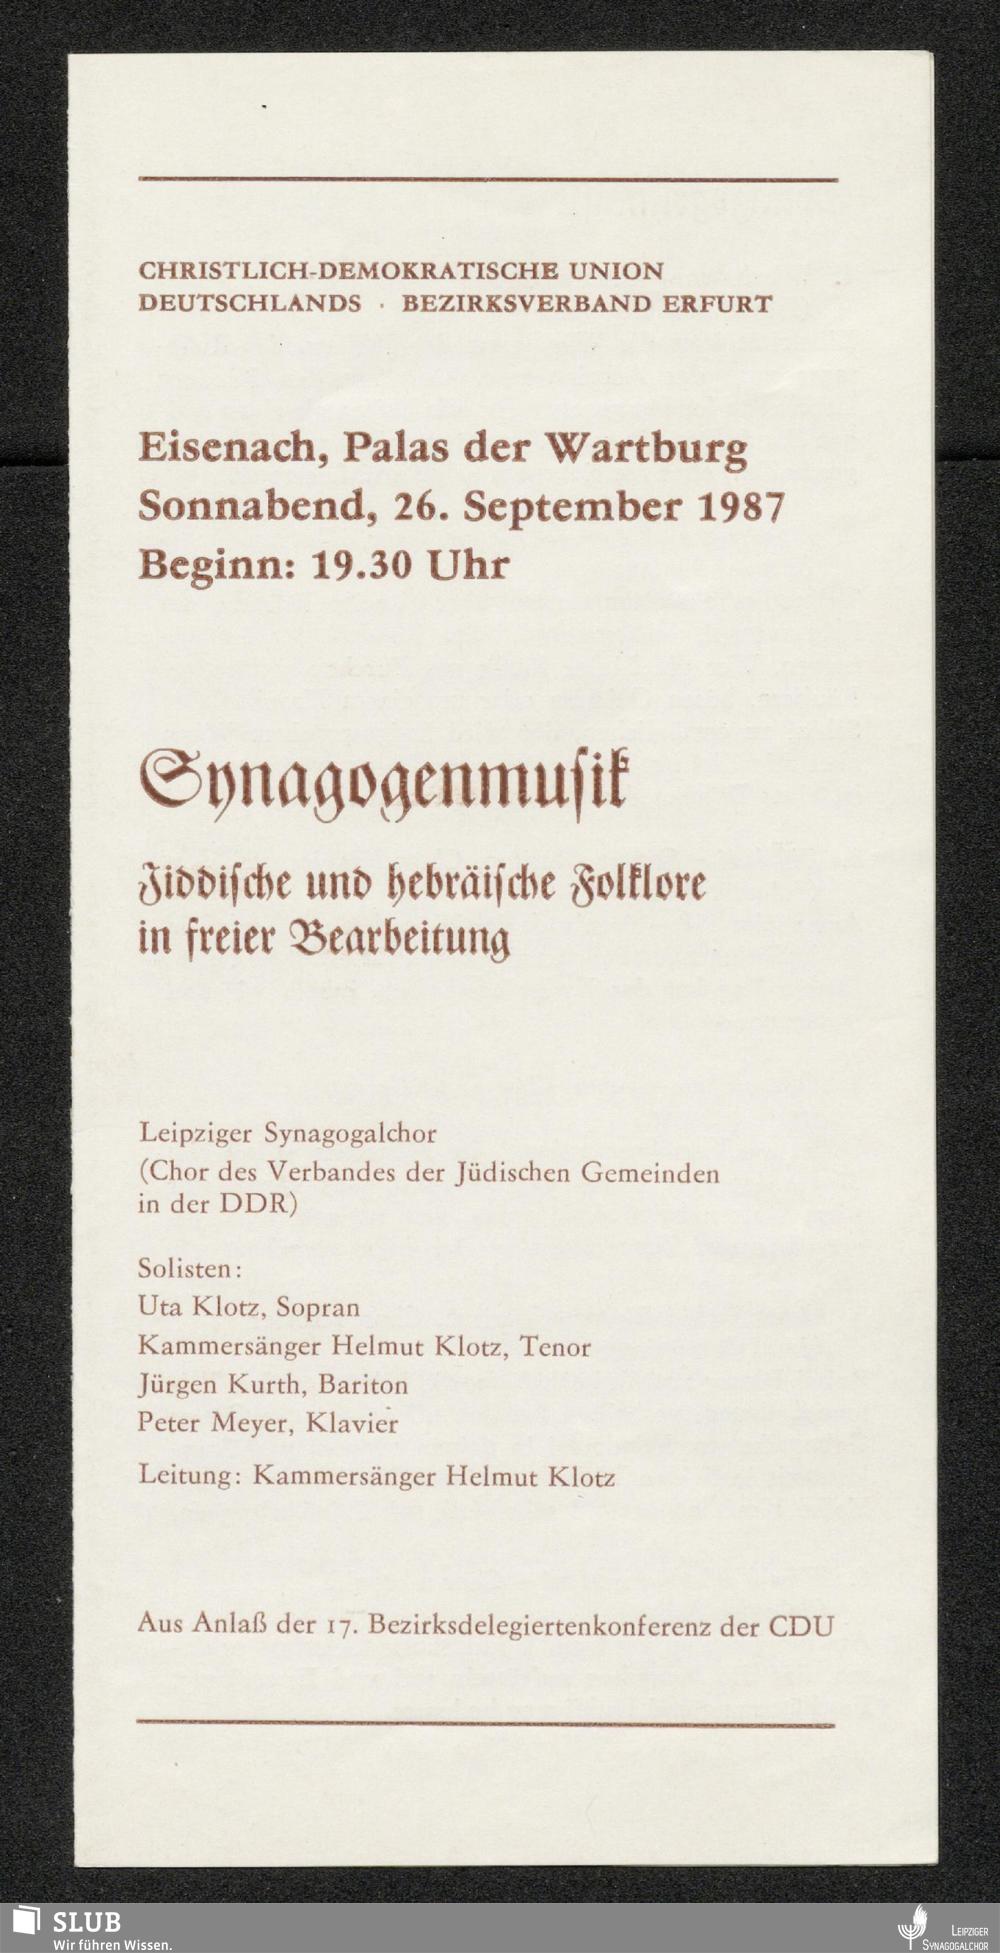 CHRISTLICH-DEMOKRATISCHE UNION
DEUTSCHLANDS · BEZIRKSVERBAND ERFURT
Eisenach, Palas der Wartburg
Sonnabend, 26. September 1987
Beginn: 19.30 Uhr
Synagogenmuſik
Jiddiſche und hebräiſche Folklore
in freier Bearbeitung
Leipziger Synagogalchor
(Chor des Verbandes der Jüdischen Gemeinden
in der DDR)
Solisten:
Uta Klotz, Sopran
Kammersänger Helmut Klotz, Tenor
Jürgen Kurth, Bariton
Peter Meyer, Klavier
Leitung: Kammersänger Helmut Klotz
Aus Anlaß der 17. Bezirksdelegiertenkonferenz der CDU
SLUB
Wir führen Wissen.
LEIPZIGER
SYNAGOGALCHOR